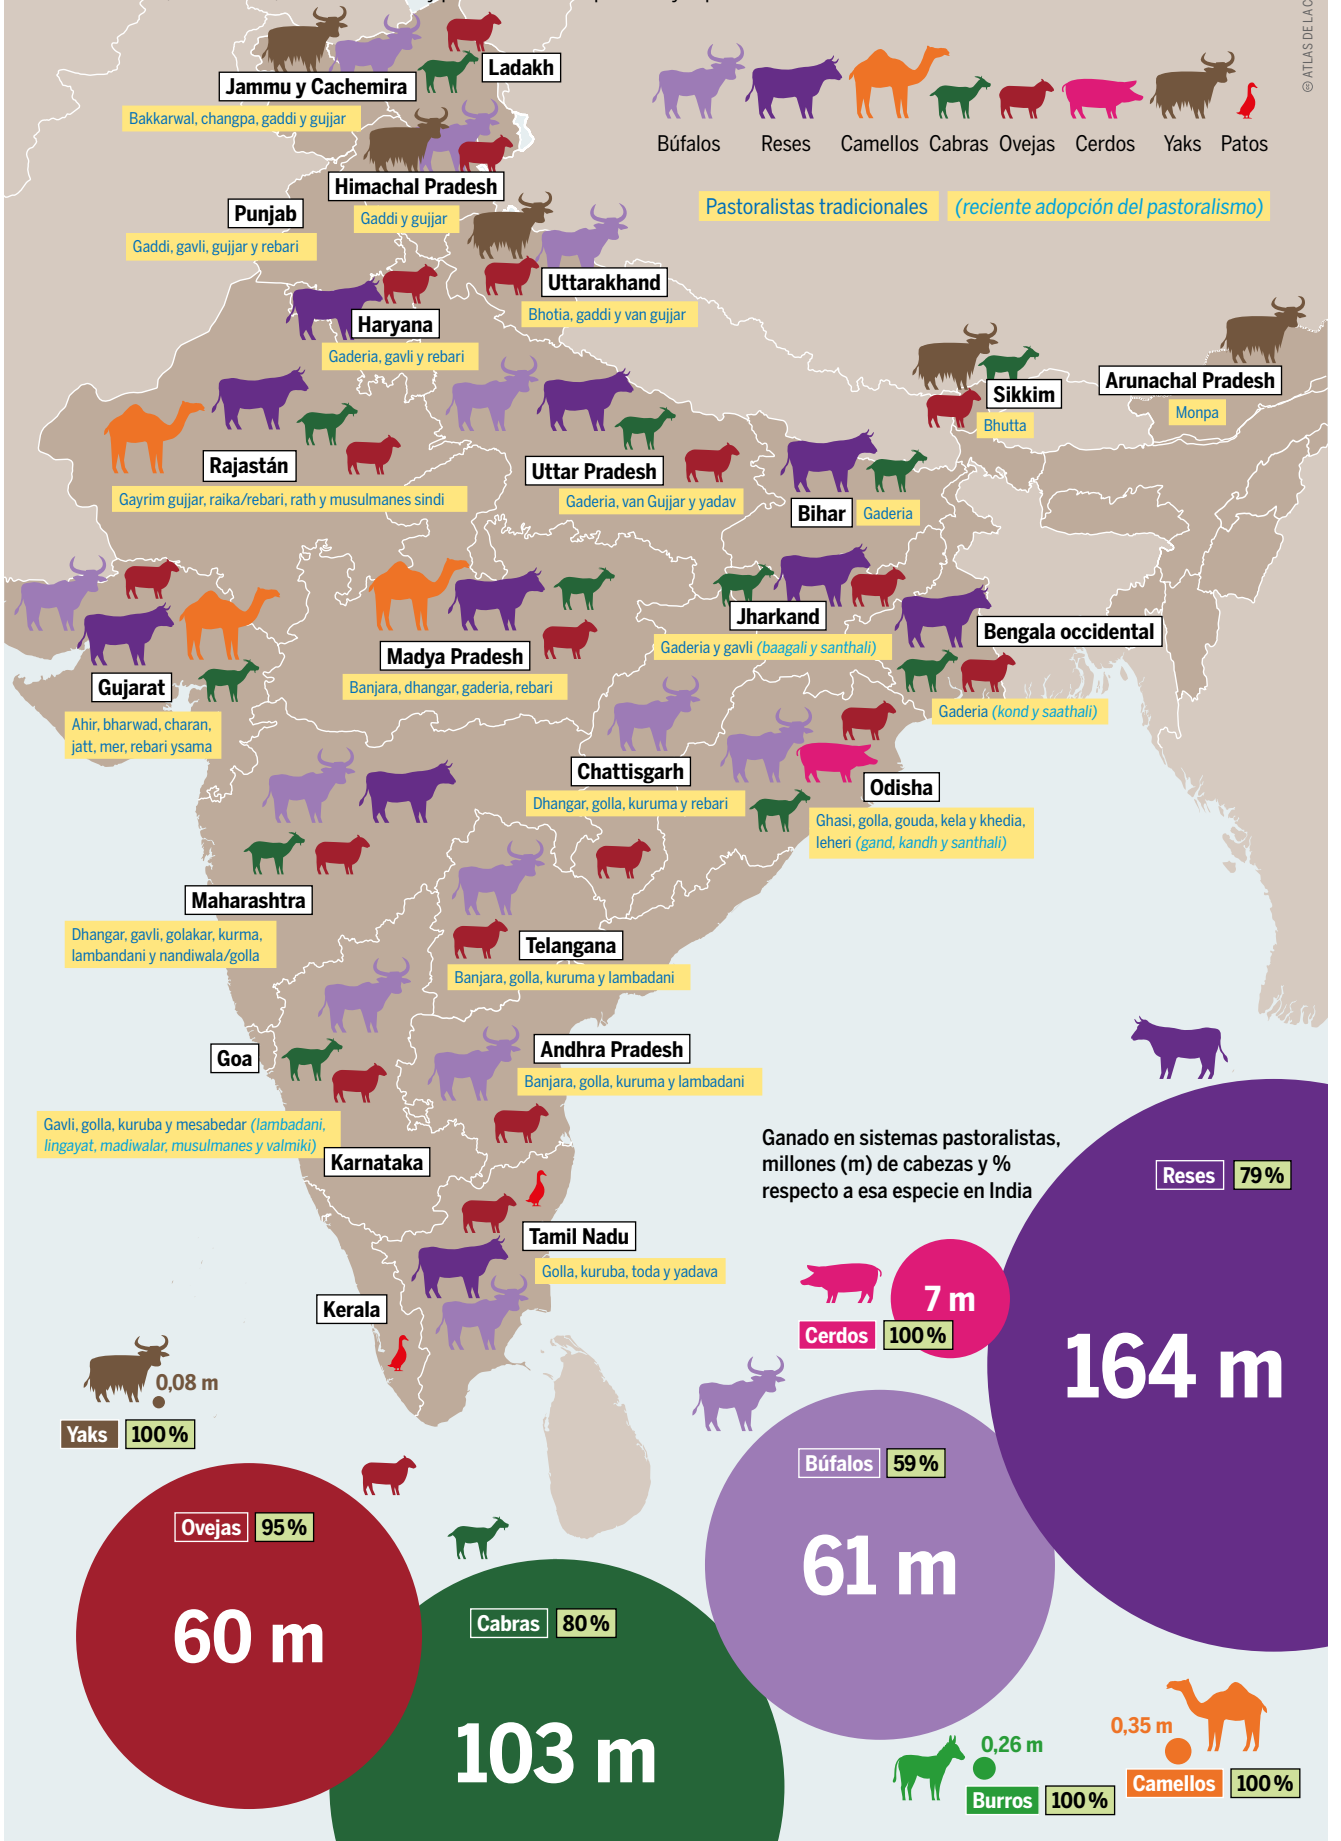 © ATLAS DE LA C
Jammu y Cachemira
Ladakh
Bakkarwal, changpa, gaddi y gujjar
Búfalos
Reses
Camellos
Cabras
Ovejas
Cerdos
Yaks
Patos
Himachal Pradesh
Gaddi y gujjar
Pastoralistas tradicionales
(reciente adopción del pastoralismo)
Punjab
Gaddi, gavli, gujjar y rebari
Uttarakhand
Bhotia, gaddi y van gujjar
Haryana
Gaderia, gavli y rebari
Sikkim
Bhutta
Arunachal Pradesh
Monpa
Rajastán
Gayrim gujjar, raika/rebari, rath y musulmanes sindi
Uttar Pradesh
Gaderia, van Gujjar y yadav
Bihar
Gaderia
Jharkand
Gaderia y gavli (baagali y santhali)
Bengala occidental
Gaderia (kond y saathali)
Madya Pradesh
Banjara, dhangar, gaderia, rebari
Gujarat
Ahir, bharwad, charan,
jatt, mer, rebari ysama
Chattisgarh
Dhangar, golla, kuruma y rebari
Odisha
Ghasi, golla, gouda, kela y khedia,
leheri (gand, kandh y santhali)
Maharashtra
Dhangar, gavli, golakar, kurma,
lambandani y nandiwala/golla
Telangana
Banjara, golla, kuruma y lambadani
Goa
Andhra Pradesh
Banjara, golla, kuruma y lambadani
Gavli, golla, kuruba y mesabedar (lambadani,
lingayat, madiwalar, musulmanes y valmiki)
Karnataka
Tamil Nadu
Golla, kuruba, toda y yadava
Kerala
Ganado en sistemas pastoralistas,
millones (m) de cabezas y %
respecto a esa especie en India
Reses 79 %
164 m
7 m
Cerdos 100 %
0,08 m
Yaks 100 %
Búfalos 59 %
61 m
Ovejas 95 %
60 m
Cabras 80 %
103 m
0,26 m
Burros 100 %
0,35 m
Camellos 100 %